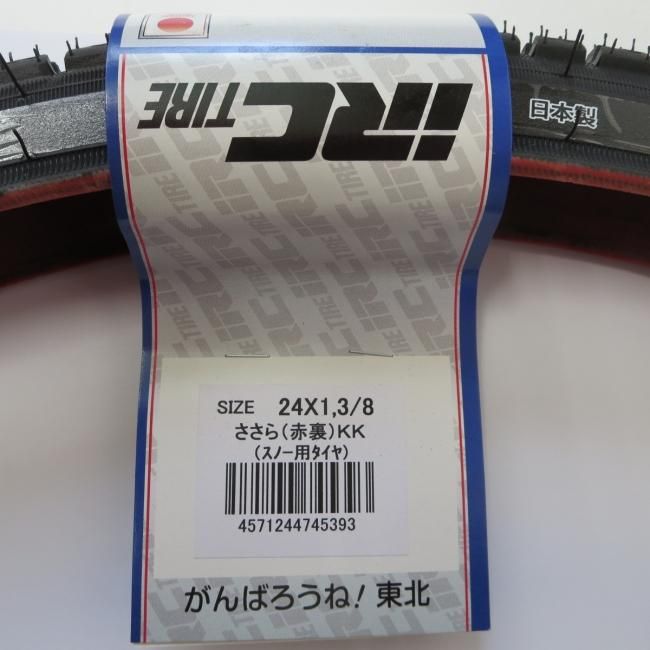 iRC TIRE
日本製
SIZE 24X1,3/8
ささら(赤裏)KK
(スノー用タイヤ)
4571244745393
がんばろうね!東北